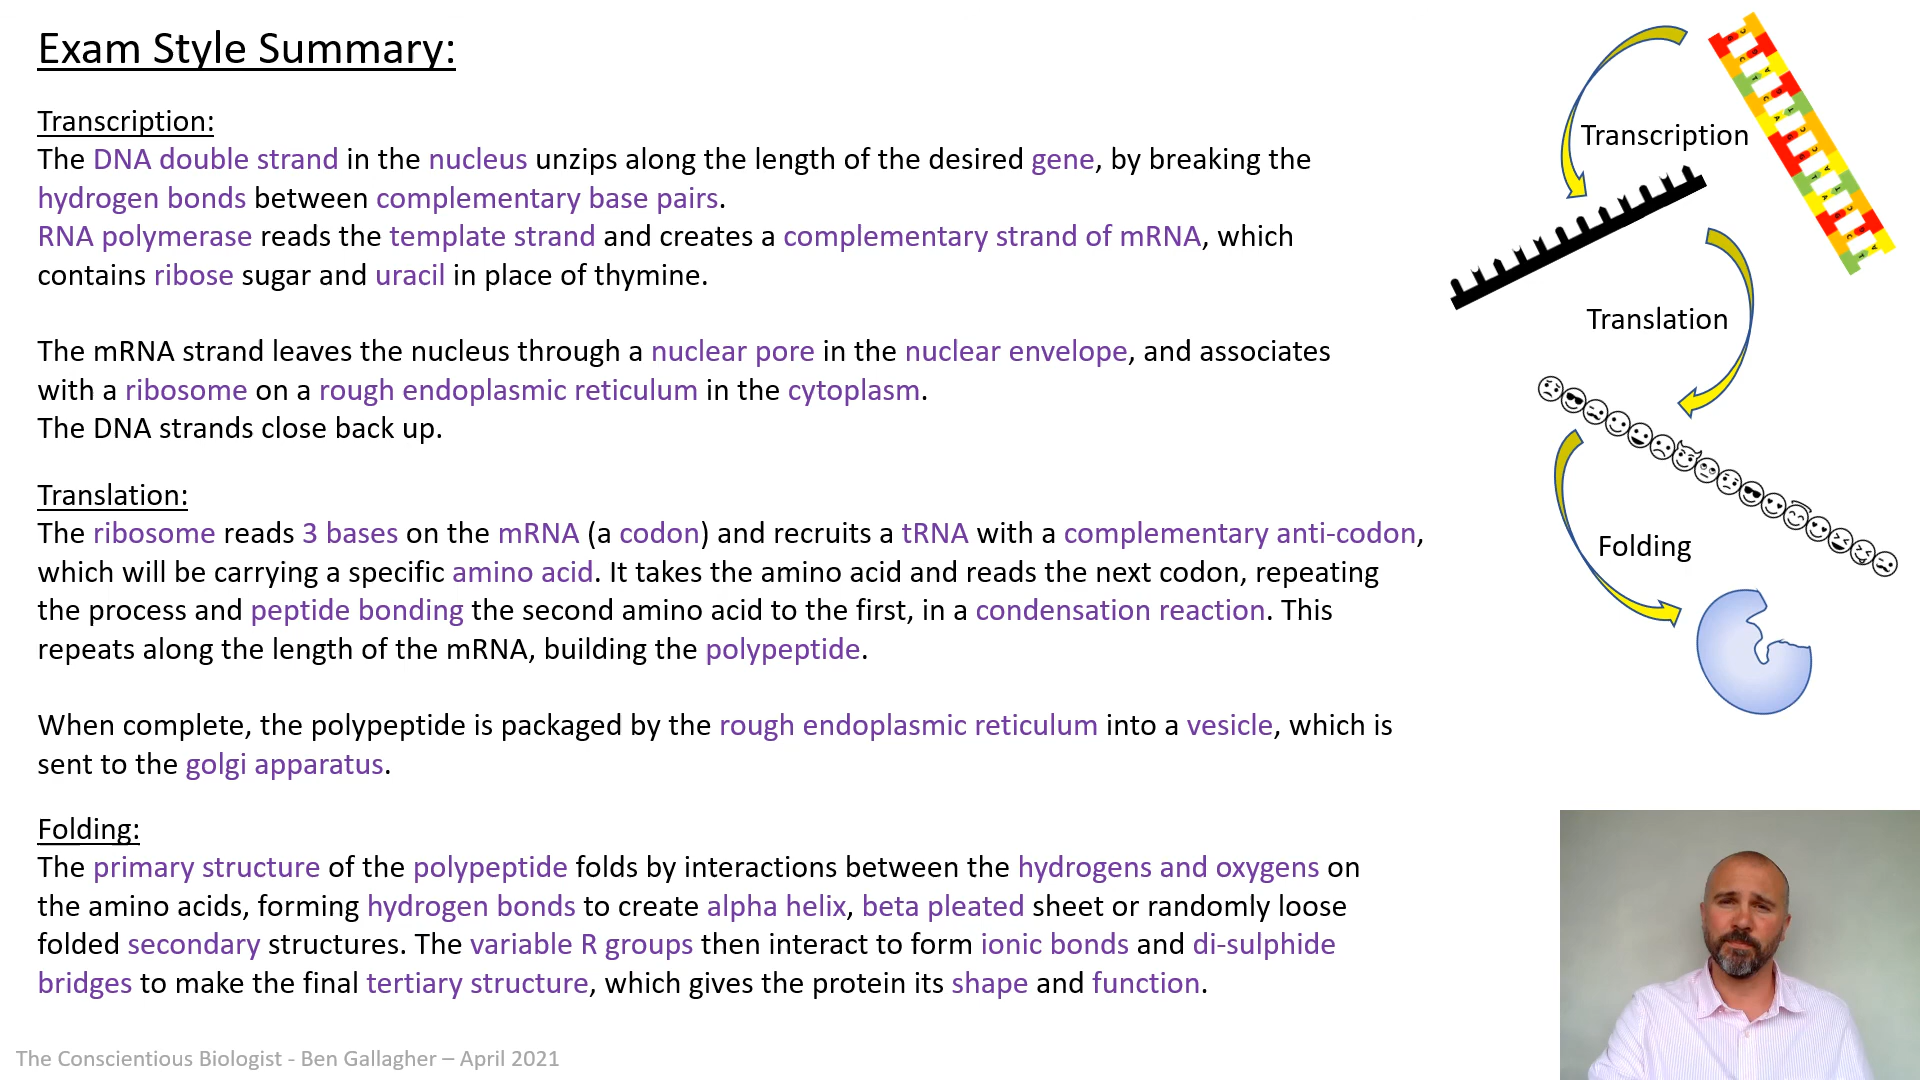 Exam Style Summary:
Transcription:
The DNA double strand in the nucleus unzips along the length of the desired gene, by breaking the
hydrogen bonds between complementary base pairs.
RNA polymerase reads the template strand and creates a complementary strand of mRNA, which
contains ribose sugar and uracil in place of thymine.
The mRNA strand leaves the nucleus through a nuclear pore in the nuclear envelope, and associates
with a ribosome on a rough endoplasmic reticulum in the cytoplasm.
The DNA strands close back up.
Translation:
The ribosome reads 3 bases on the mRNA (a codon) and recruits a tRNA with a complementary anti-codon,
which will be carrying a specific amino acid. It takes the amino acid and reads the next codon, repeating
the process and peptide bonding the second amino acid to the first, in a condensation reaction. This
repeats along the length of the mRNA, building the polypeptide.
When complete, the polypeptide is packaged by the rough endoplasmic reticulum into a vesicle, which is
sent to the golgi apparatus.
Folding:
The primary structure of the polypeptide folds by interactions between the hydrogens and oxygens on
the amino acids, forming hydrogen bonds to create alpha helix, beta pleated sheet or randomly loose
folded secondary structures. The variable R groups then interact to form ionic bonds and di-sulphide
bridges to make the final tertiary structure, which gives the protein its shape and function.
Transcription
Translation
Folding
The Conscientious Biologist - Ben Gallagher – April 2021